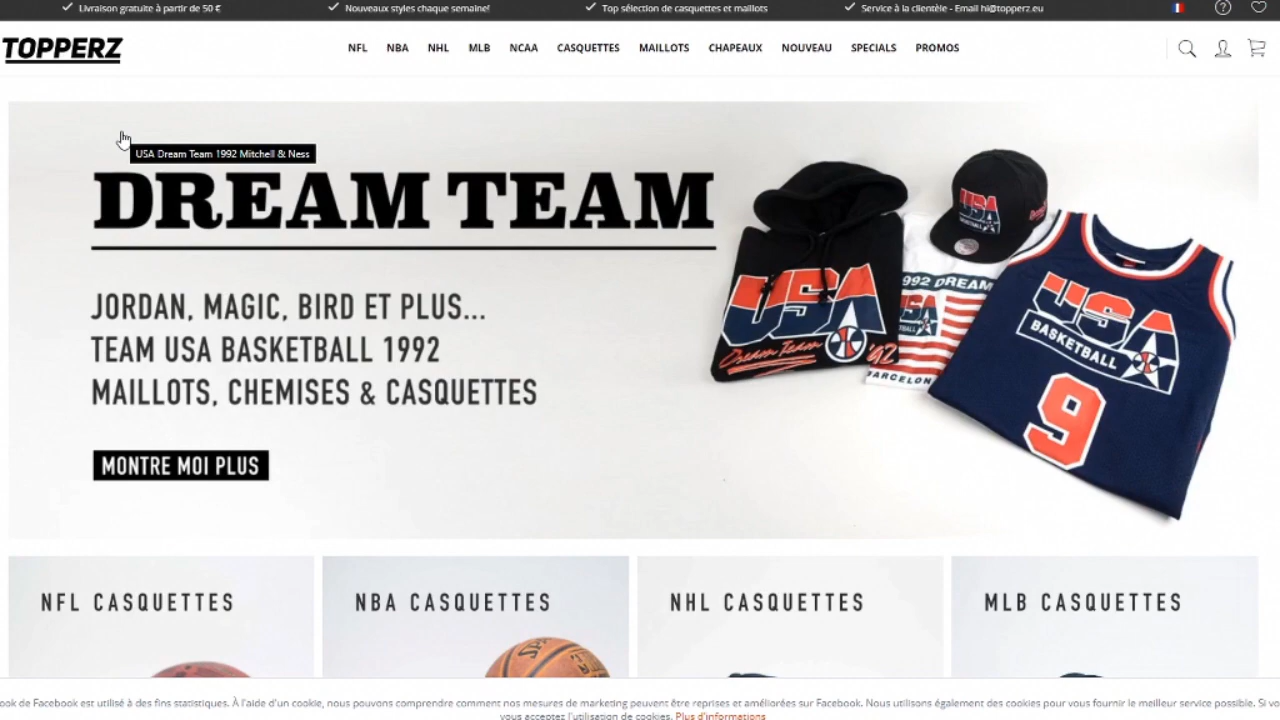 Livraison gratuite à partir de 50 €
Nouveaux styles chaque semaine!
Top sélection de casquettes et maillots
Service à la clientèle - Email hi@topperz.eu
TOPPERZ
NFL NBA NHL MLB NCAA CASQUETTES MAILLOTS CHAPEAUX NOUVEAU SPECIALS PROMOS
USA Dream Team 1992 Mitchell & Ness
DREAM TEAM
JORDAN, MAGIC, BIRD ET PLUS...
TEAM USA BASKETBALL 1992
MAILLOTS, CHEMISES & CASQUETTES
MONTRE MOI PLUS
USA
Dream Team '92
USA
992 DREAM
USA
BARCELON
USA
BASKETBALL
9
NFL CASQUETTES
NBA CASQUETTES
NHL CASQUETTES
MLB CASQUETTES
ook de Facebook est utilisé à des fins statistiques. À l'aide d'un cookie, nous pouvons comprendre comment nos mesures de marketing peuvent être reprises et améliorées sur Facebook. Nous utilisons également des cookies pour vous fournir le meilleur service possible. Si vo
vous acceptez l'utilisation de cookies. Plus d'informations